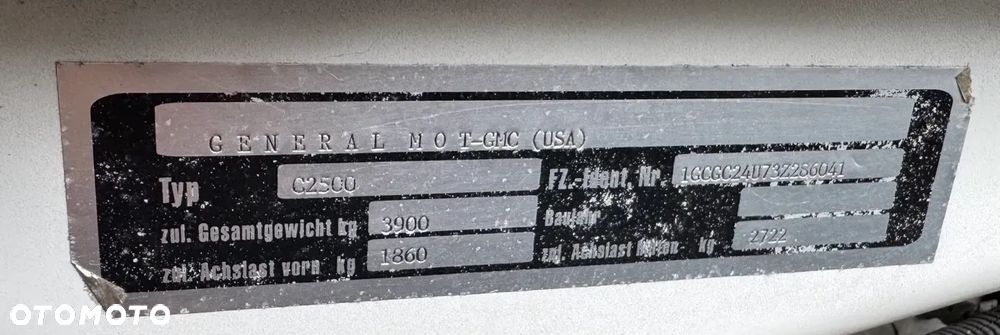 GENERAL MOT-GMC (USA)
Typ C2500 FZ.-Ident. Nr 1GCGC24U73Z286041
zul. Gesamtgewicht kg 3900 Baujahr
zul. Achslast vorn kg 1860 zul. Achslast hinten kg 2722
OTOMOTO